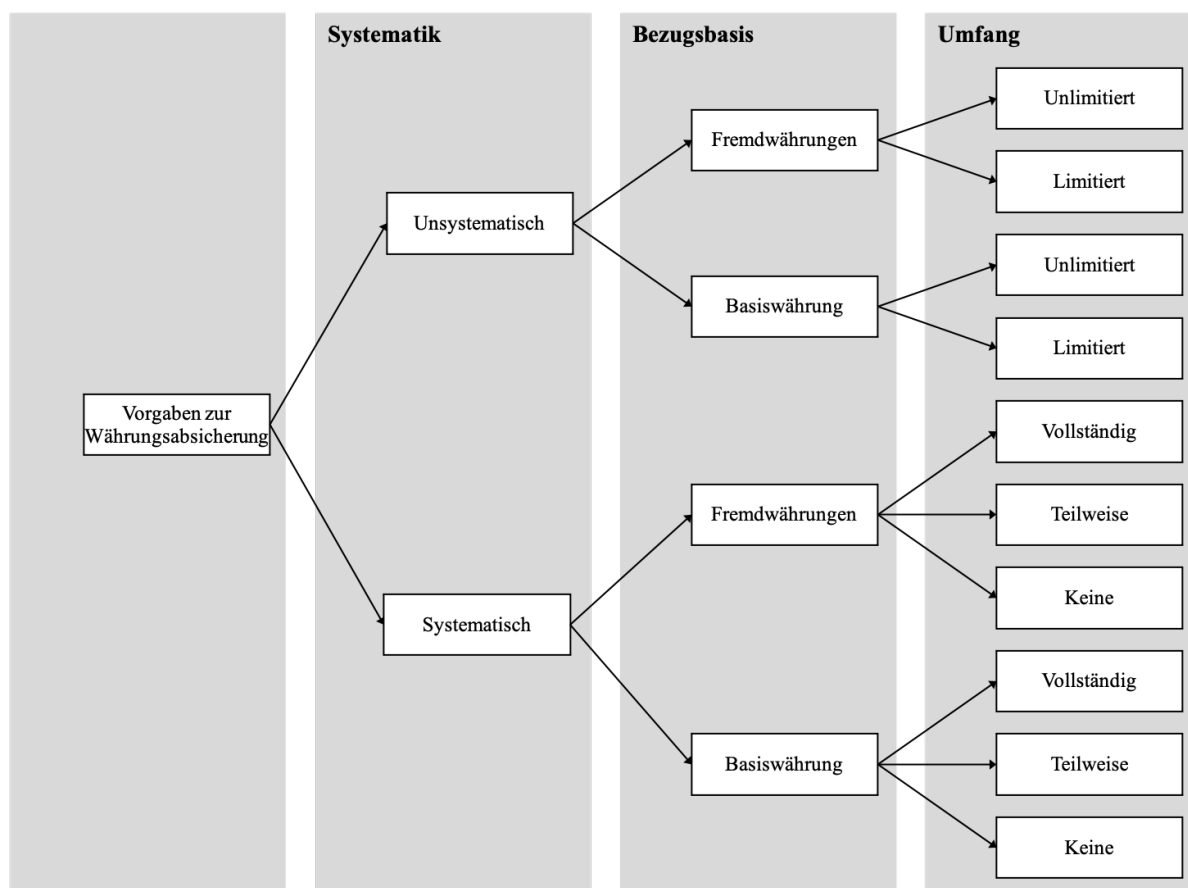 Systematik
Bezugsbasis
Umfang
Unlimitiert
Fremdwährungen
Limitiert
Unsystematisch
Unlimitiert
Basiswährung
Limitiert
Vorgaben zur
Währungsabsicherung
Vollständig
Fremdwährungen
Teilweise
Keine
Systematisch
Vollständig
Basiswährung
Teilweise
Keine